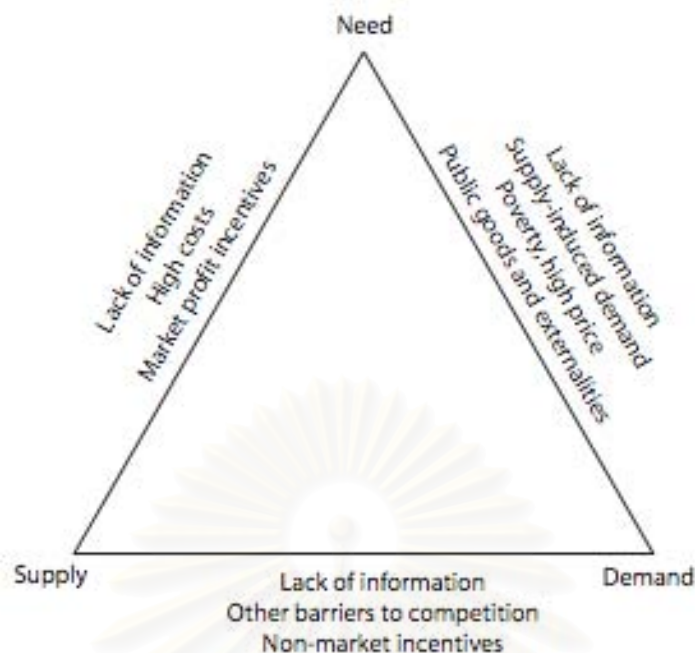 Need
Lack of information
High costs
Market profit incentives
Lack of information
Supply-induced demand
Poverty, high price
Public goods and externalities
Supply
Demand
Lack of information
Other barriers to competition
Non-market incentives